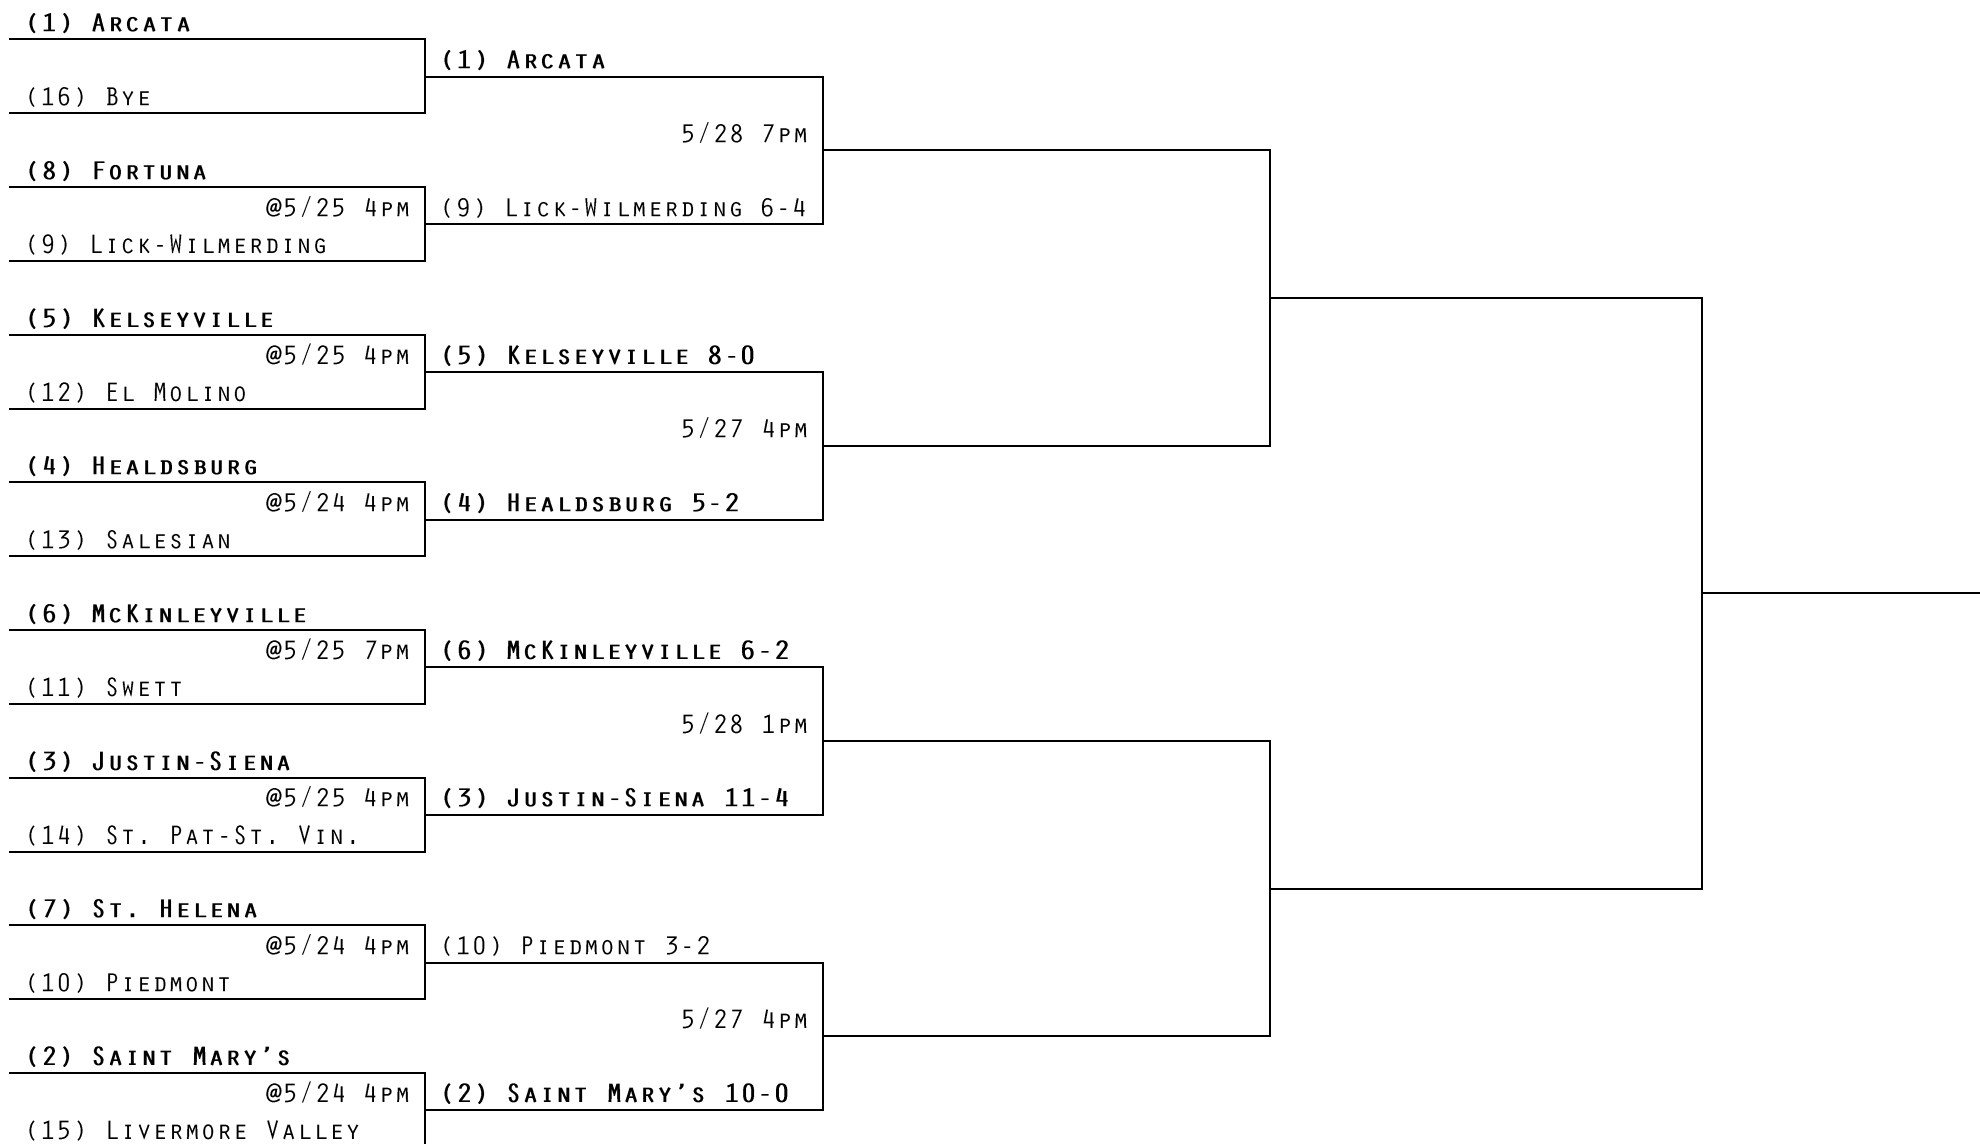 (1) Arcata
(1) Arcata
(16) Bye
5/28 7pm
(8) Fortuna
@5/25 4pm
(9) Lick-Wilmerding 6-4
(9) Lick-Wilmerding
(5) Kelseyville
@5/25 4pm
(5) Kelseyville 8-0
(12) El Molino
5/27 4pm
(4) Healdsburg
@5/24 4pm
(4) Healdsburg 5-2
(13) Salesian
(6) McKinleyville
@5/25 7pm
(6) McKinleyville 6-2
(11) Swett
5/28 1pm
(3) Justin-Siena
@5/25 4pm
(3) Justin-Siena 11-4
(14) St. Pat-St. Vin.
(7) St. Helena
@5/24 4pm
(10) Piedmont 3-2
(10) Piedmont
5/27 4pm
(2) Saint Mary's
@5/24 4pm
(2) Saint Mary's 10-0
(15) Livermore Valley